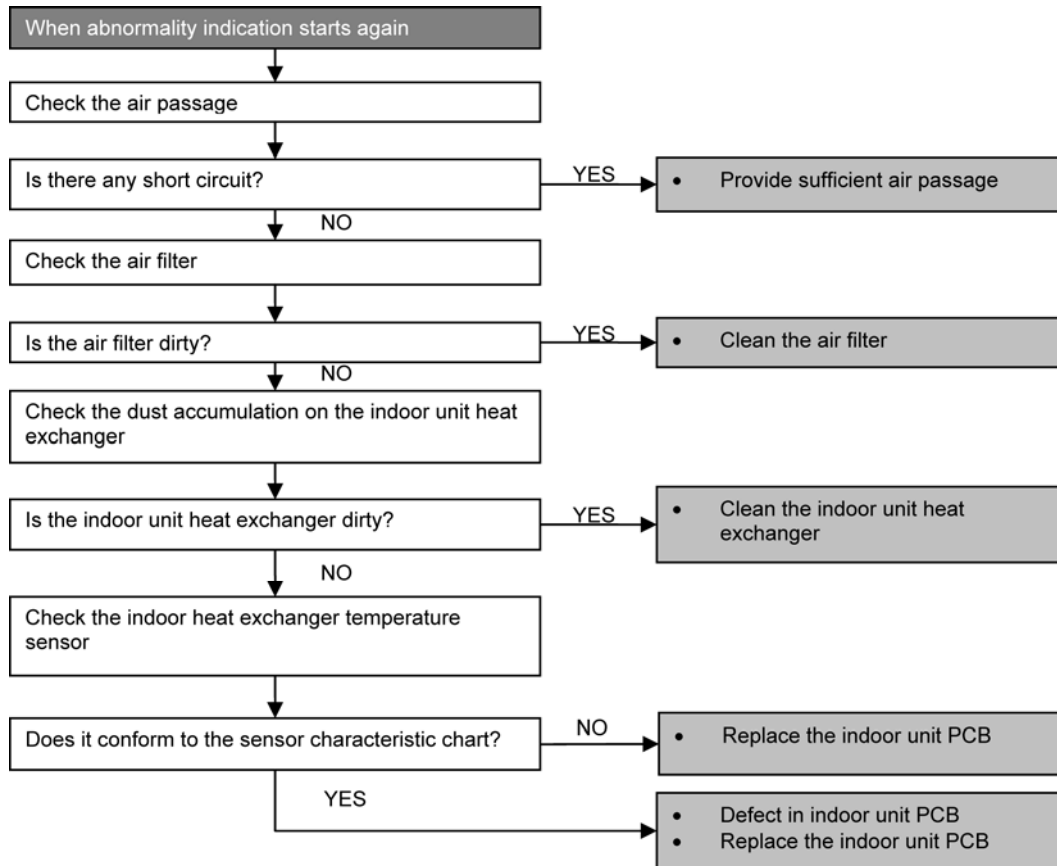 When abnormality indication starts again
Check the air passage
Is there any short circuit?
YES
• Provide sufficient air passage
NO
Check the air filter
Is the air filter dirty?
YES
• Clean the air filter
NO
Check the dust accumulation on the indoor unit heat
exchanger
Is the indoor unit heat exchanger dirty?
YES
• Clean the indoor unit heat
exchanger
NO
Check the indoor heat exchanger temperature
sensor
Does it conform to the sensor characteristic chart?
NO
• Replace the indoor unit PCB
YES
• Defect in indoor unit PCB
• Replace the indoor unit PCB